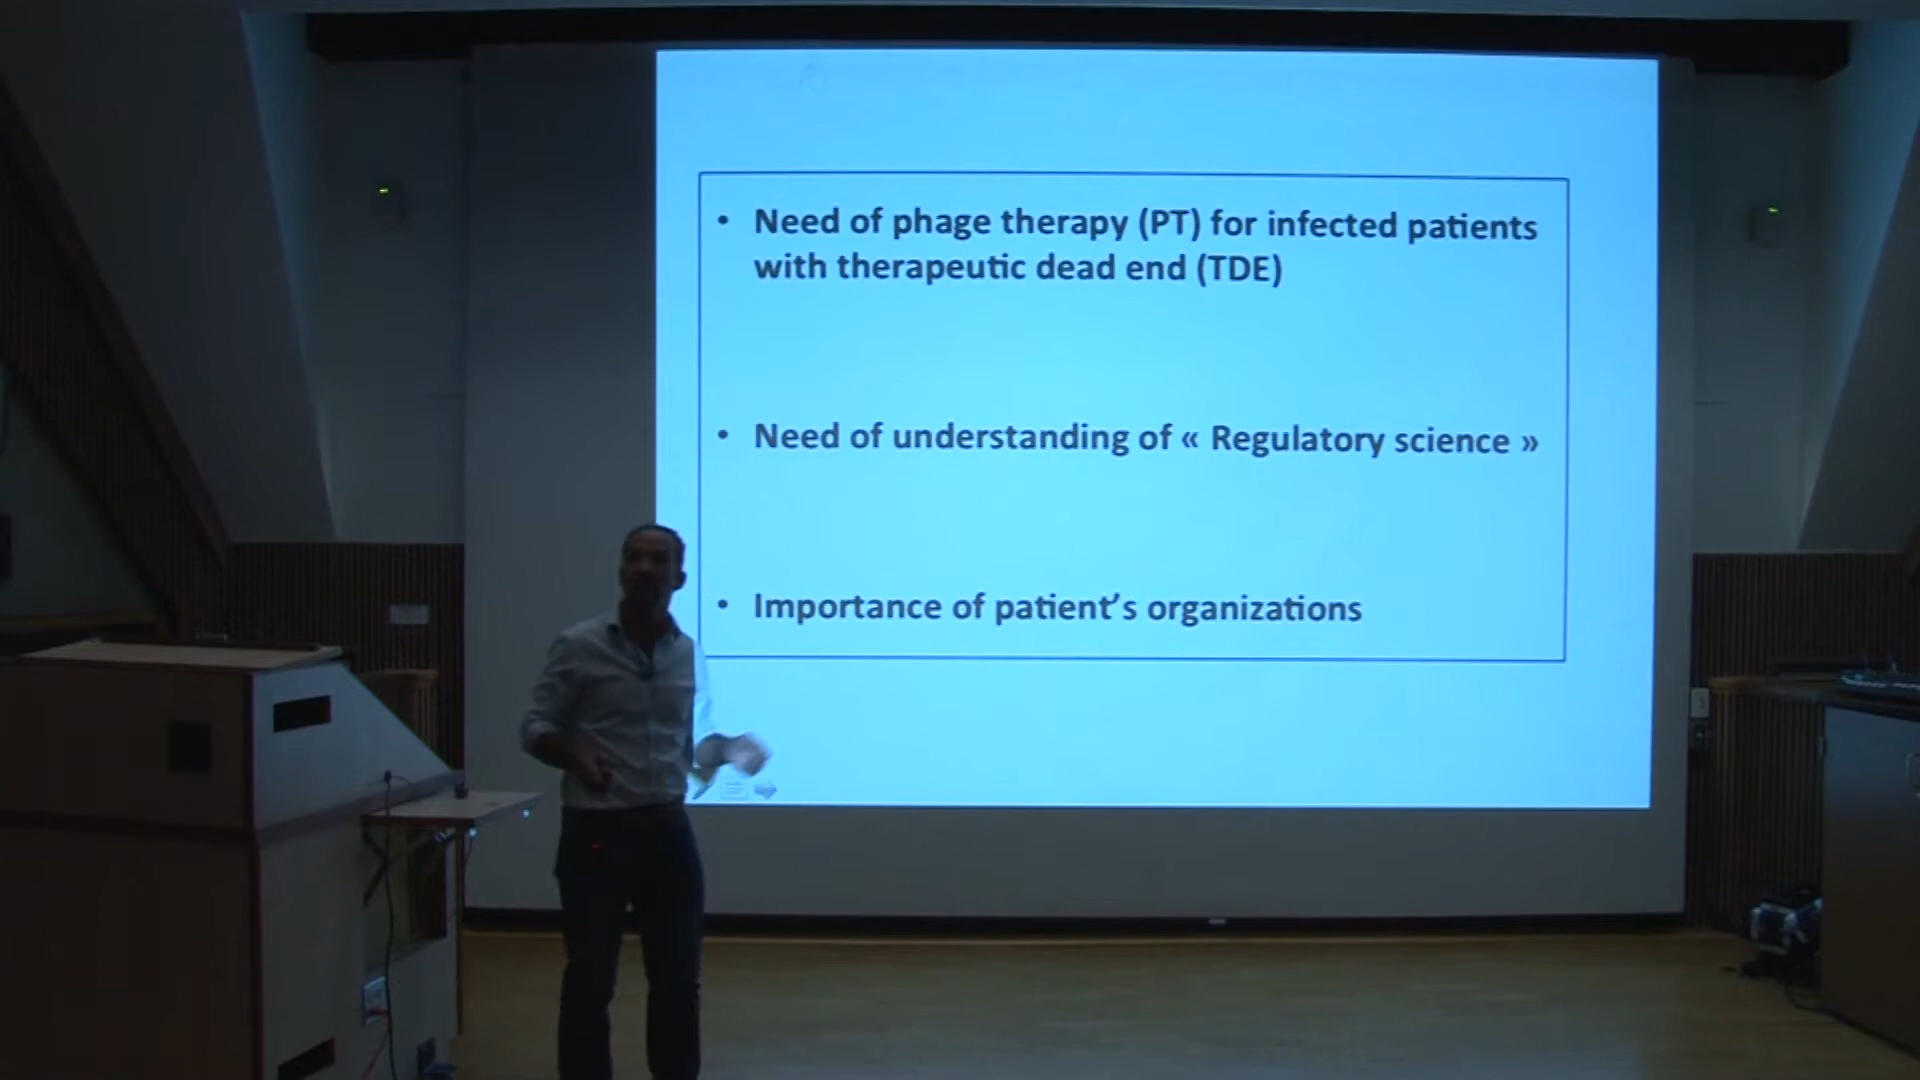 • Need of phage therapy (PT) for infected patients
with therapeutic dead end (TDE)
• Need of understanding of « Regulatory science »
• Importance of patient’s organizations